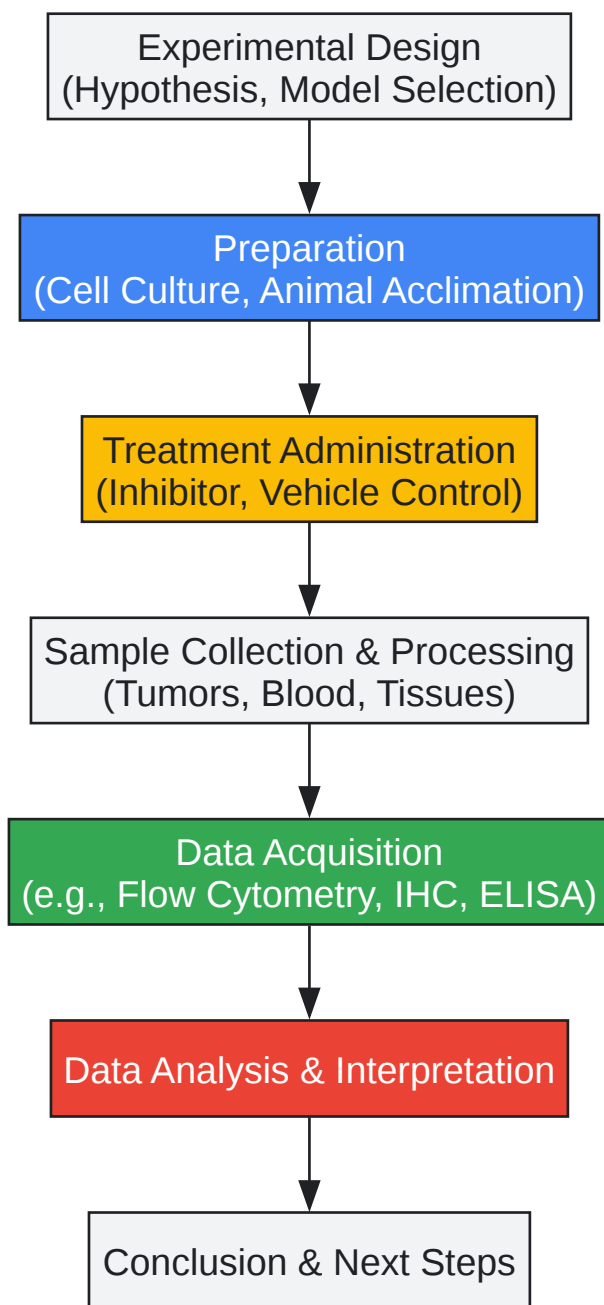 Experimental Design
(Hypothesis, Model Selection)
Preparation
(Cell Culture, Animal Acclimation)
Treatment Administration
(Inhibitor, Vehicle Control)
Sample Collection & Processing
(Tumors, Blood, Tissues)
Data Acquisition
(e.g., Flow Cytometry, IHC, ELISA)
Data Analysis & Interpretation
Conclusion & Next Steps